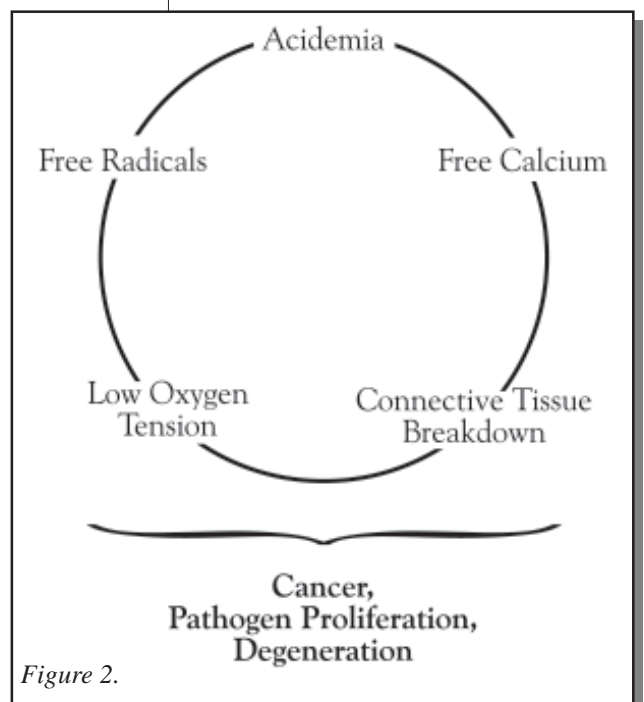 Acidemia
Free Radicals
Free Calcium
Low Oxygen
Tension
Connective Tissue
Breakdown
Cancer,
Pathogen Proliferation,
Degeneration
Figure 2.